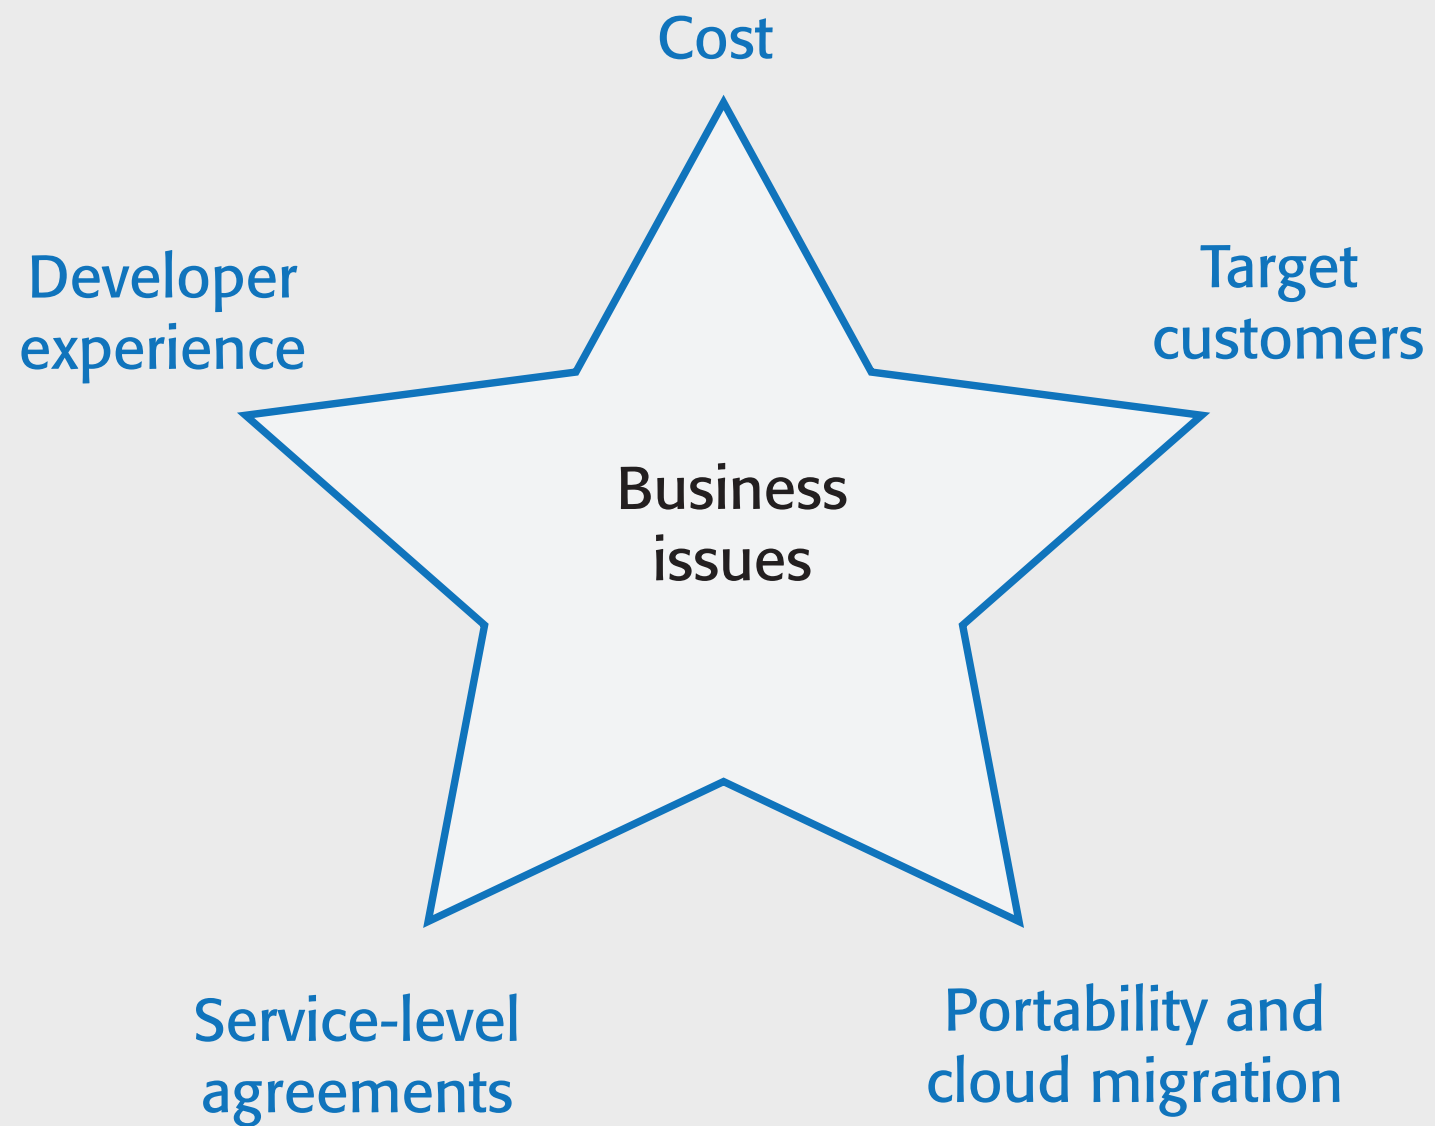 Cost
Developer
experience
Target
customers
Business
issues
Service-level
agreements
Portability and
cloud migration